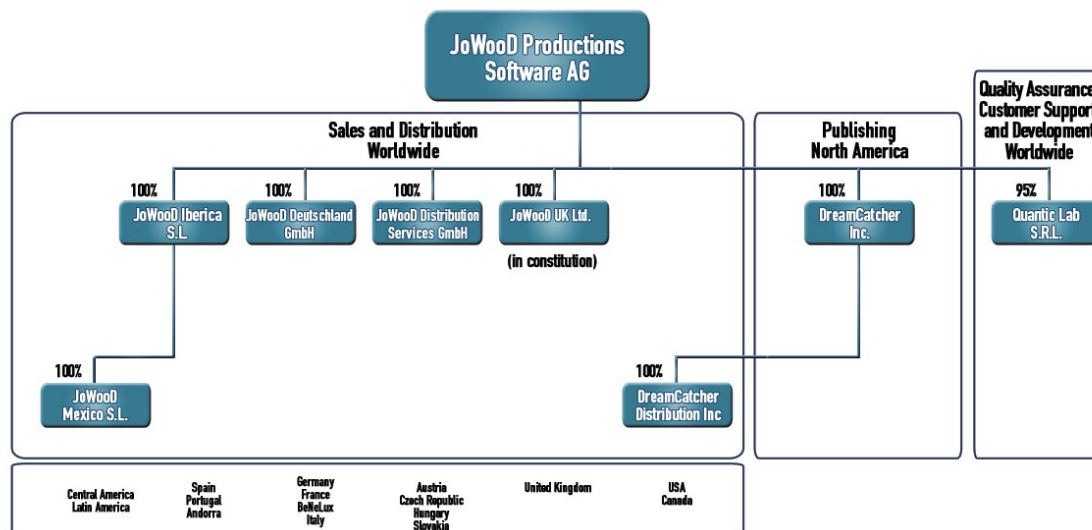 JoWooD Productions
Software AG
Quality Assurance
Customer Support
and Development
Worldwide
Sales and Distribution
Worldwide
Publishing
North America
100%
100%
100%
100%
100%
95%
JoWooD Iberica
S.L.
JoWooD Deutschland
GmbH
JoWooD Distribution
Services GmbH
JoWooD UK Ltd.
DreamCatcher
Inc.
Quantic Lab
S.R.L.
(in constitution)
100%
100%
JoWooD
Mexico S.L.
DreamCatcher
Distribution Inc
Central America
Latin America
Spain
Portugal
Andorra
Germany
France
BeNeLux
Italy
Austria
Czech Republic
Hungary
Slovakia
United Kingdom
USA
Canada